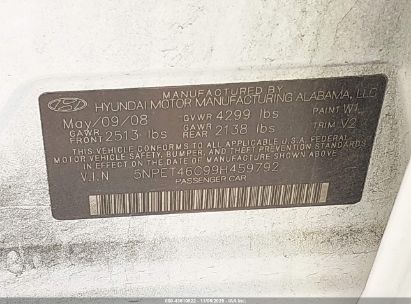 MANUFACTURED BY
HYUNDAI MOTOR MANUFACTURING ALABAMA, LLC
May/09/08 GVWR 4299 lbs PAINT W1
GAWR FRONT 2513 lbs GAWR REAR 2138 lbs TRIM V2
THIS VEHICLE CONFORMS TO ALL APPLICABLE U.S.A. FEDERAL
MOTOR VEHICLE SAFETY, BUMPER, AND THEFT PREVENTION STANDARDS
IN EFFECT ON THE DATE OF MANUFACTURE SHOWN ABOVE.
V.I.N 5NPET46C99H459792
PASSENGER CAR